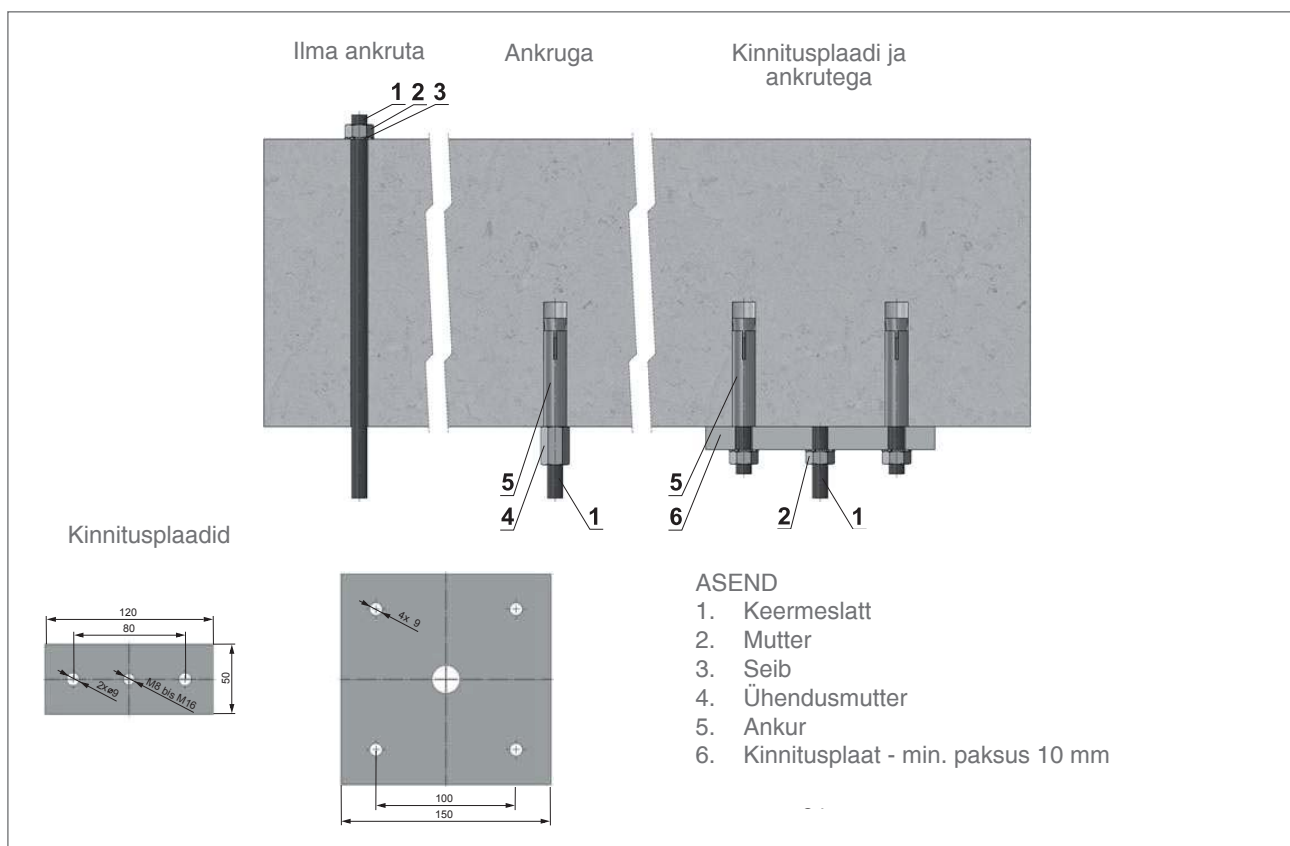 Ilma ankruta
Ankruga
Kinnitusplaadi ja
ankrutega
1 2 3
5
4
1
5
6
2
1
Kinnitusplaadid
120
80
50
2xø9
M8 bis M16
4x 9
100
150
ASEND
1. Keermeslatt
2. Mutter
3. Seib
4. Ühendusmutter
5. Ankur
6. Kinnitusplaat - min. paksus 10 mm